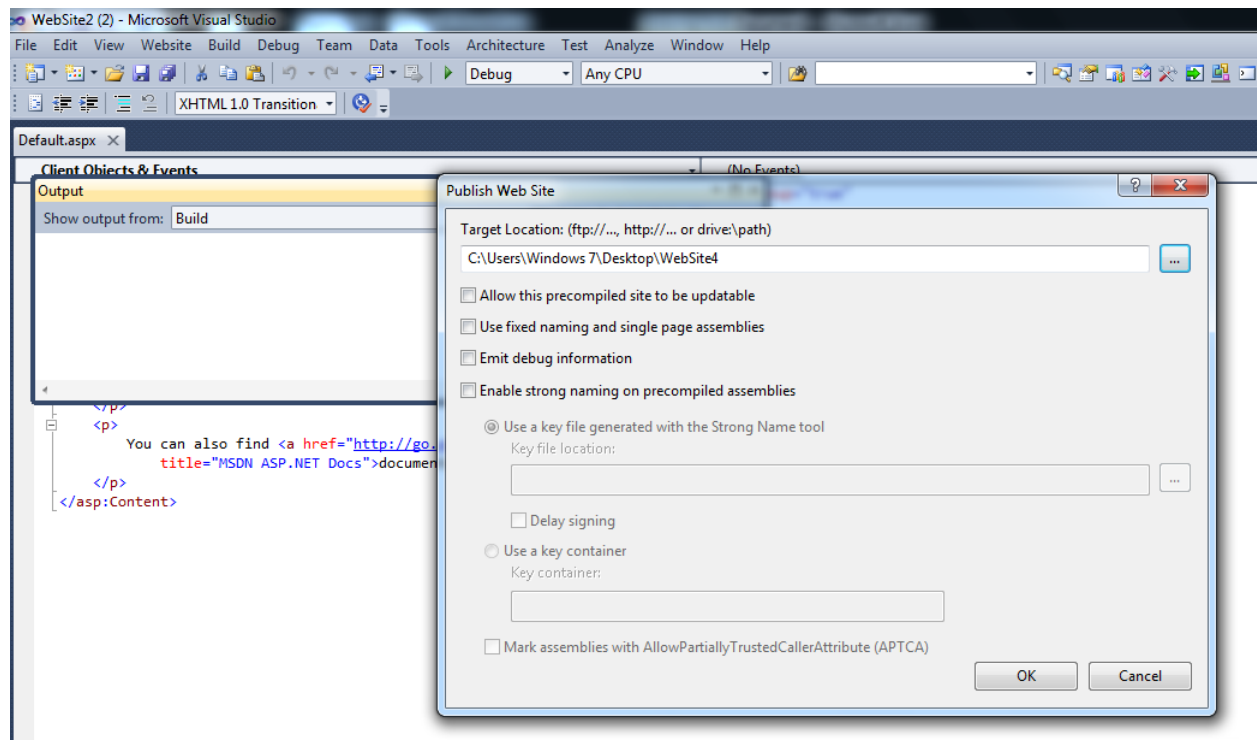 WebSite2 (2) - Microsoft Visual Studio
File Edit View Website Build Debug Team Data Tools Architecture Test Analyze Window Help
Debug Any CPU
XHTML 1.0 Transition
Default.aspx
Client Objects & Events (No Events)
Output
Show output from: Build
Publish Web Site
Target Location: (ftp://..., http://... or drive:\path)
C:\Users\Windows 7\Desktop\WebSite4
...
Allow this precompiled site to be updatable
Use fixed naming and single page assemblies
Emit debug information
Enable strong naming on precompiled assemblies
Use a key file generated with the Strong Name tool
Key file location:
...
Delay signing
Use a key container
Key container:
Mark assemblies with AllowPartiallyTrustedCallerAttribute (APTCA)
OK Cancel
</p>
<p>
You can also find <a href="http://go.
title="MSDN ASP.NET Docs">documen
</p>
</asp:Content>